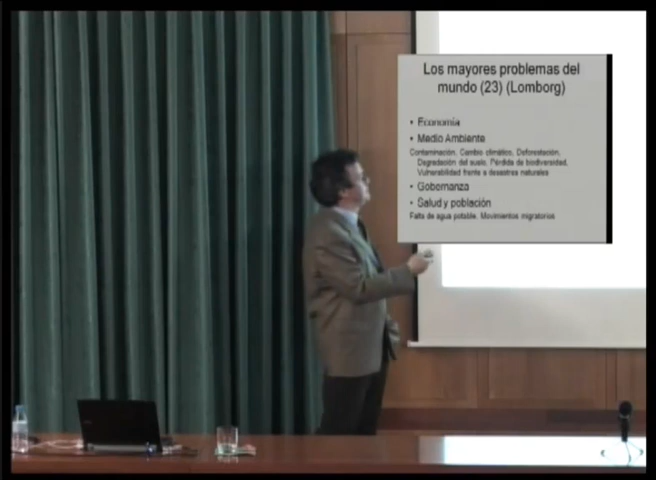 Los mayores problemas del
mundo (23) (Lomborg)
• Economía
• Medio Ambiente
Contaminación, Cambio climático, Deforestación,
Degradación del suelo, Pérdida de biodiversidad,
Vulnerabilidad frente a desastres naturales
• Gobernanza
• Salud y población
Falta de agua potable, Movimientos migratorios